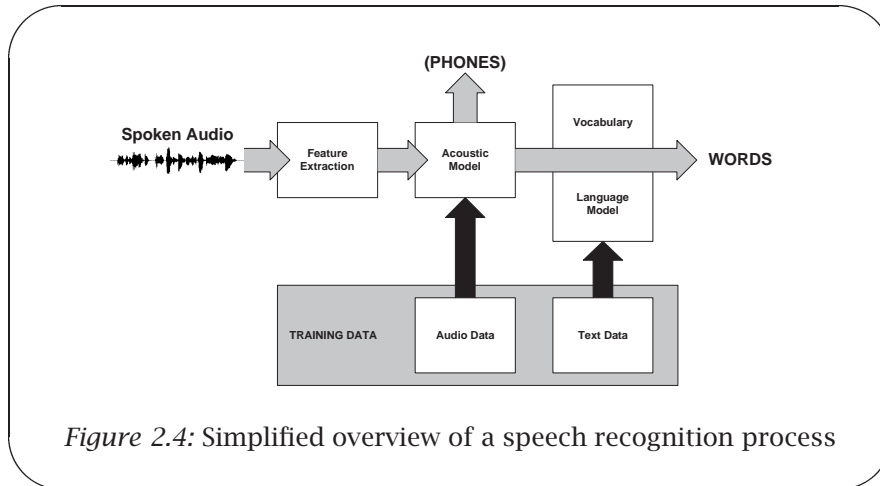 (PHONES)
Spoken Audio
Feature
Extraction
Acoustic
Model
Vocabulary
Language
Model
WORDS
TRAINING DATA
Audio Data
Text Data
Figure 2.4: Simplified overview of a speech recognition process